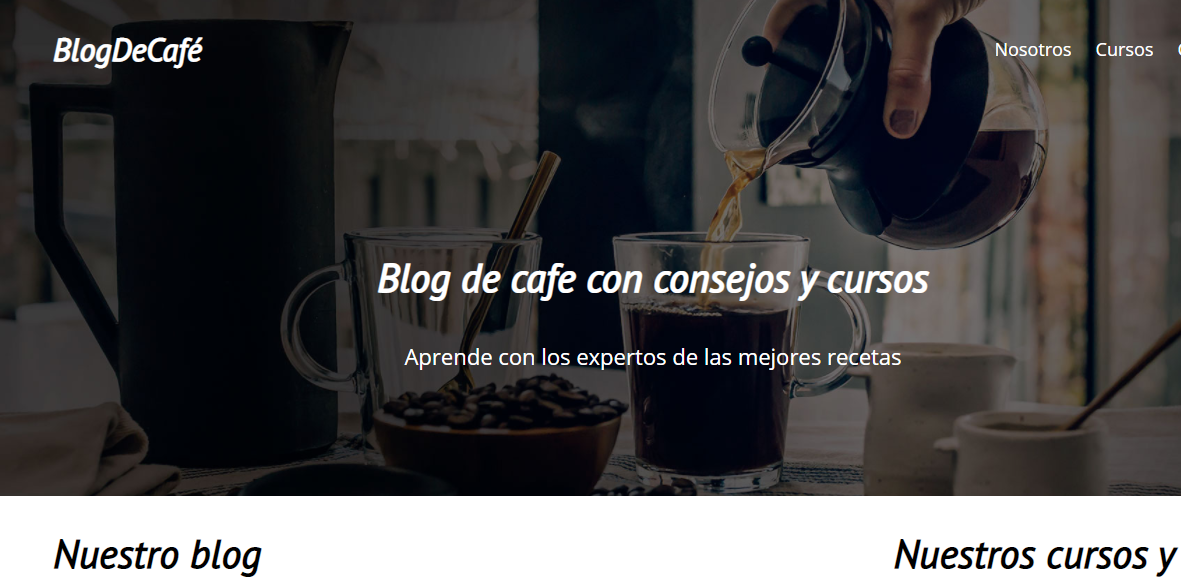 BlogDeCafé
Nosotros Cursos
Blog de cafe con consejos y cursos
Aprende con los expertos de las mejores recetas
Nuestro blog
Nuestros cursos y